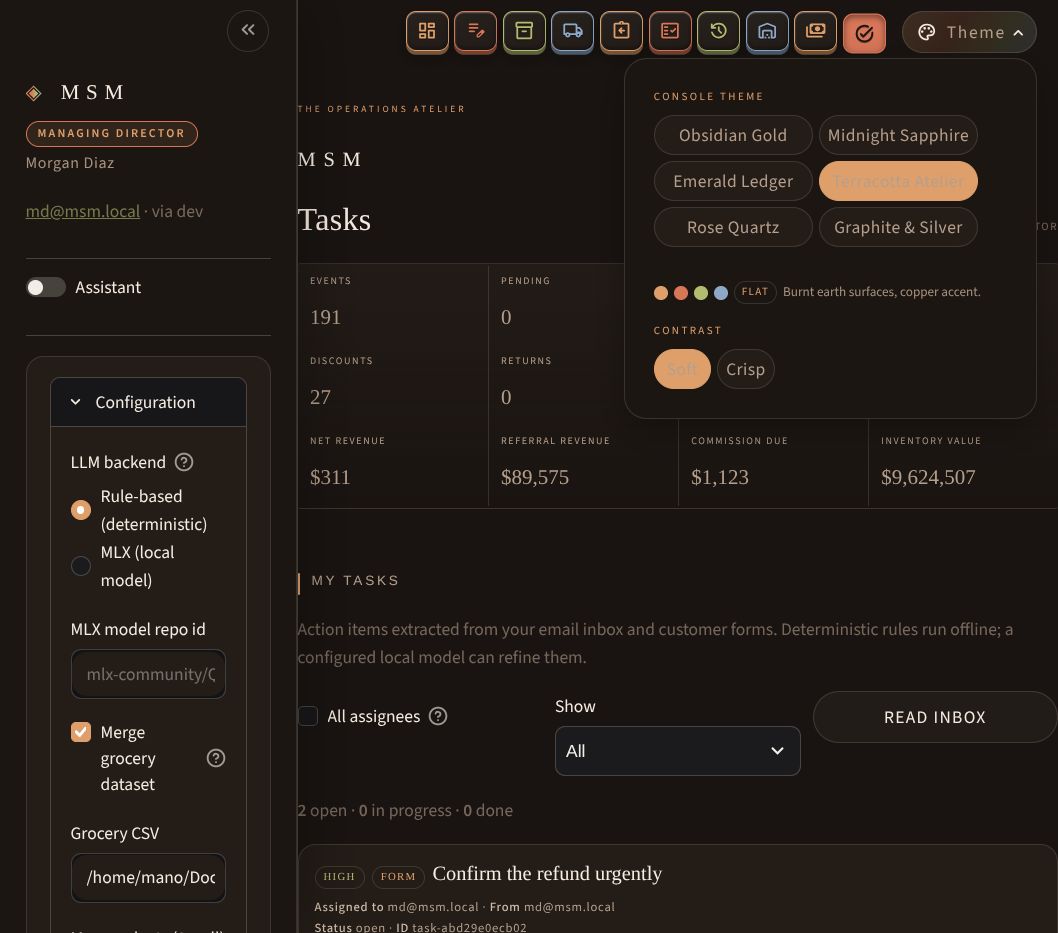 Theme
MSM
MANAGING DIRECTOR
Morgan Diaz
md@msm.local · via dev
Assistant
Configuration
LLM backend
Rule-based
(deterministic)
MLX (local
model)
MLX model repo id
mlx-community/
Merge
grocery
dataset
Grocery CSV
/home/mano/Doc
THE OPERATIONS ATELIER
MSM
Tasks
CONSOLE THEME
Obsidian Gold
Midnight Sapphire
Emerald Ledger
Terracotta Atelier
Rose Quartz
Graphite & Silver
FLAT
Burnt earth surfaces, copper accent.
CONTRAST
Soft
Crisp
EVENTS
191
PENDING
0
DISCOUNTS
27
RETURNS
0
NET REVENUE
$311
REFERRAL REVENUE
$89,575
COMMISSION DUE
$1,123
INVENTORY VALUE
$9,624,507
MY TASKS
Action items extracted from your email inbox and customer forms. Deterministic rules run offline; a
configured local model can refine them.
All assignees
Show
All
READ INBOX
2 open · 0 in progress · 0 done
HIGH
FORM
Confirm the refund urgently
Assigned to md@msm.local · From md@msm.local
Status open · ID task-abd29e0ecb02